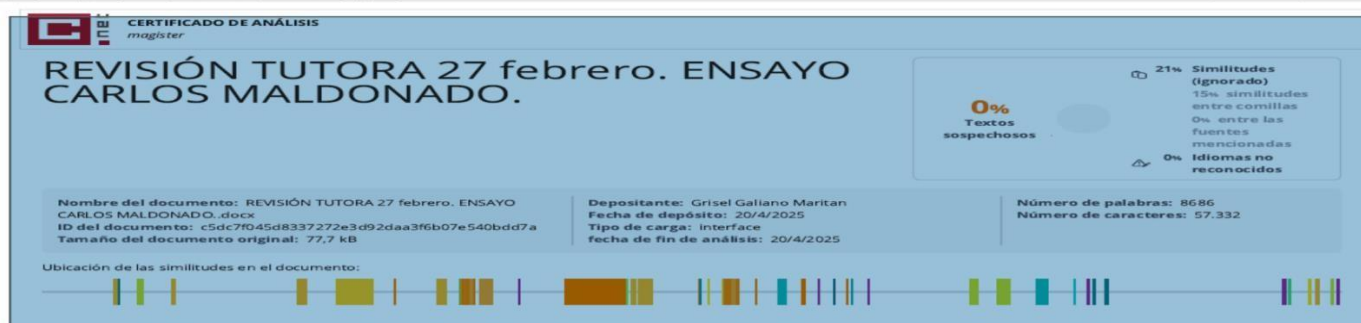 CERTIFICADO DE ANÁLISIS
magister
REVISIÓN TUTORA 27 febrero. ENSAYO
CARLOS MALDONADO.
0%
Textos
sospechosos
21% Similitudes
(ignorado)
15% similitudes
entre comillas
0% entre las
fuentes
mencionadas
0% Idiomas no
reconocidos
Nombre del documento: REVISIÓN TUTORA 27 febrero. ENSAYO
CARLOS MALDONADO..docx
ID del documento: c5dc7f045d8337272e3d92daa3f6b07e540bdd7a
Tamaño del documento original: 77,7 kB
Depositante: Grisel Galiano Maritan
Fecha de depósito: 20/4/2025
Tipo de carga: interface
fecha de fin de análisis: 20/4/2025
Número de palabras: 8686
Número de caracteres: 57.332
Ubicación de las similitudes en el documento: